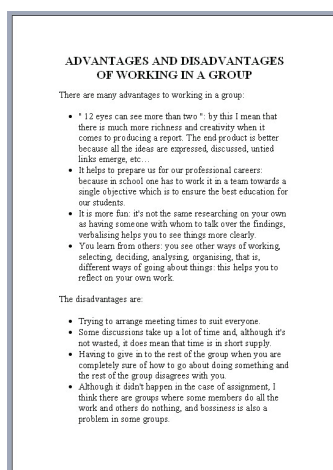 ADVANTAGES AND DISADVANTAGES
OF WORKING IN A GROUP
There are many advantages to working in a group:
• " 12 eyes can see more than two ": by this I mean that
there is much more richness and creativity when it
comes to producing a report. The end product is better
because all the ideas are expressed, discussed, untied
links emerge, etc…
• It helps to prepare us for our professional careers:
because in school one has to work it in a team towards a
single objective which is to ensure the best education for
our students.
• It is more fun: it's not the same researching on your own
as having someone with whom to talk over the findings,
verbalising helps you to see things more clearly.
• You learn from others: you see other ways of working,
selecting, deciding, analysing, organising, that is,
different ways of going about things: this helps you to
reflect on your own work.
The disadvantages are:
• Trying to arrange meeting times to suit everyone.
• Some discussions take up a lot of time and, although it's
not wasted, it does mean that time is in short supply.
• Having to give in to the rest of the group when you are
completely sure of how to go about doing something and
the rest of the group disagrees with you.
• Although it didn't happen in the case of assignment, I
think there are groups where some members do all the
work and others do nothing, and bossiness is also a
problem in some groups.